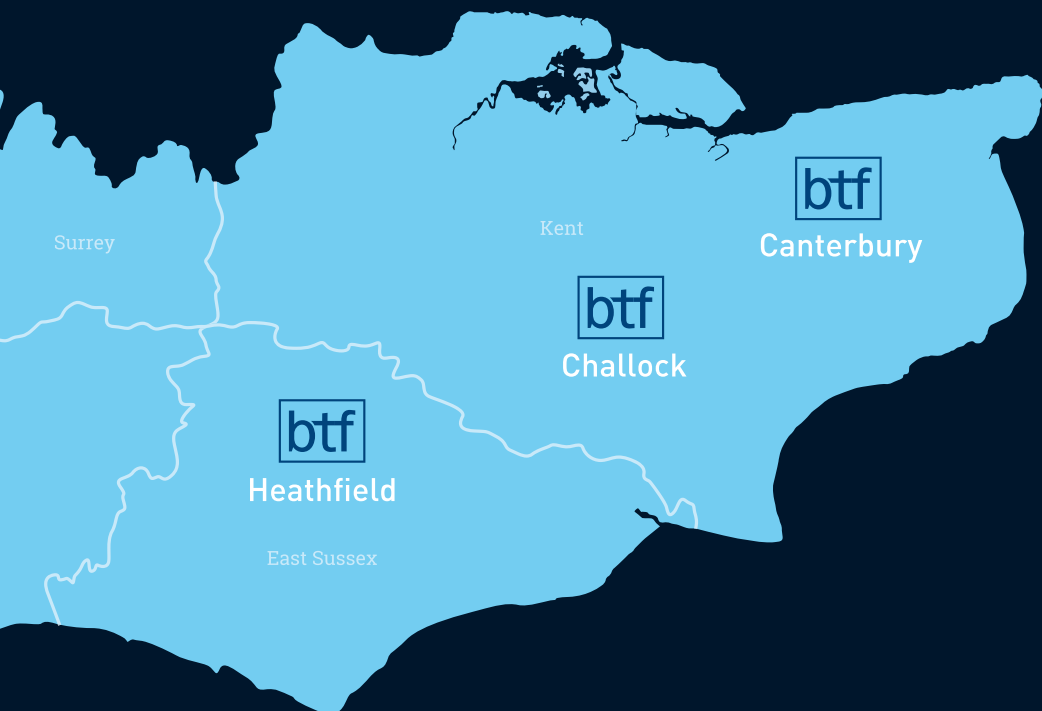 btf
Canterbury
Surrey
Kent
btf
Challock
btf
Heathfield
East Sussex